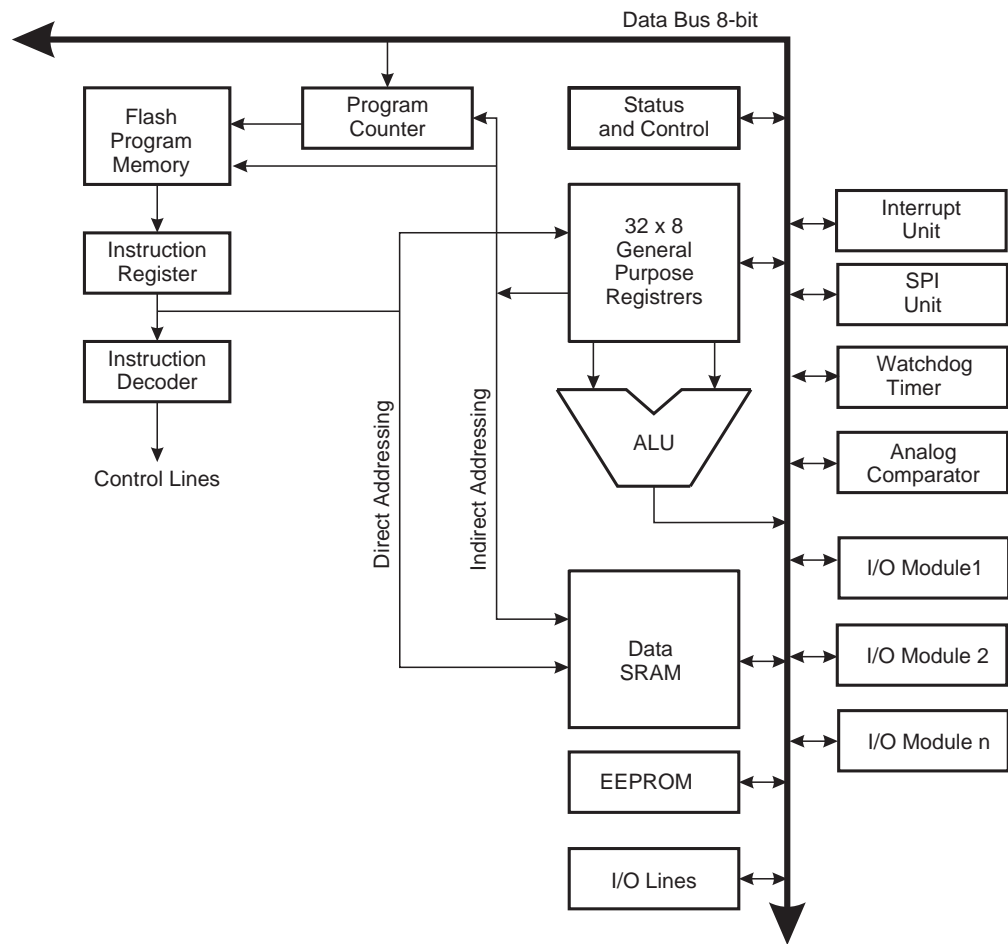 Data Bus 8-bit
Flash
Program
Memory
Program
Counter
Status
and Control
Instruction
Register
32 x 8
General
Purpose
Registrers
Interrupt
Unit
SPI
Unit
Instruction
Decoder
Watchdog
Timer
Control Lines
Direct Addressing
Indirect Addressing
ALU
Analog
Comparator
I/O Module1
Data
SRAM
I/O Module 2
I/O Module n
EEPROM
I/O Lines